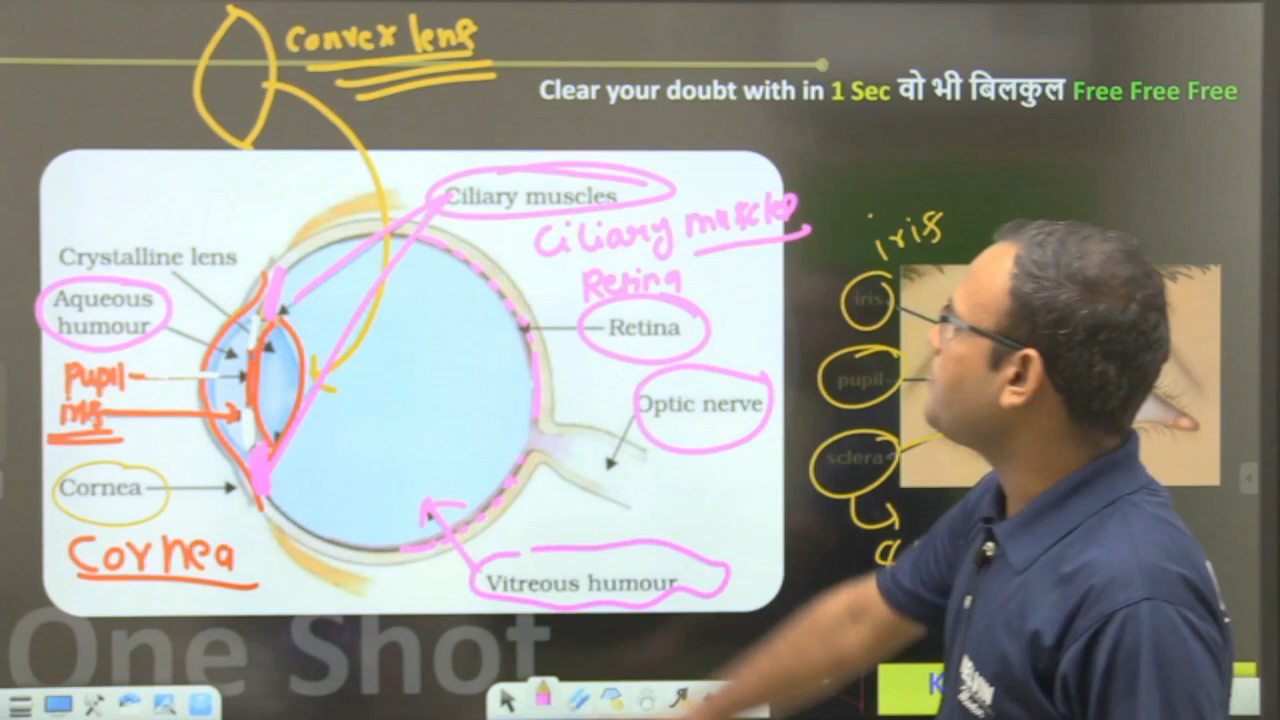 convex lens
Clear your doubt with in 1 Sec वो भी बिलकुल Free Free Free
Ciliary muscles
Ciliary muscles
Crystalline lens
Aqueous
humour
Retina
Retina
Pupil
Optic nerve
Cornea
Cornea
Vitreous humour
iris
iris
pupil
sclera
One Shot